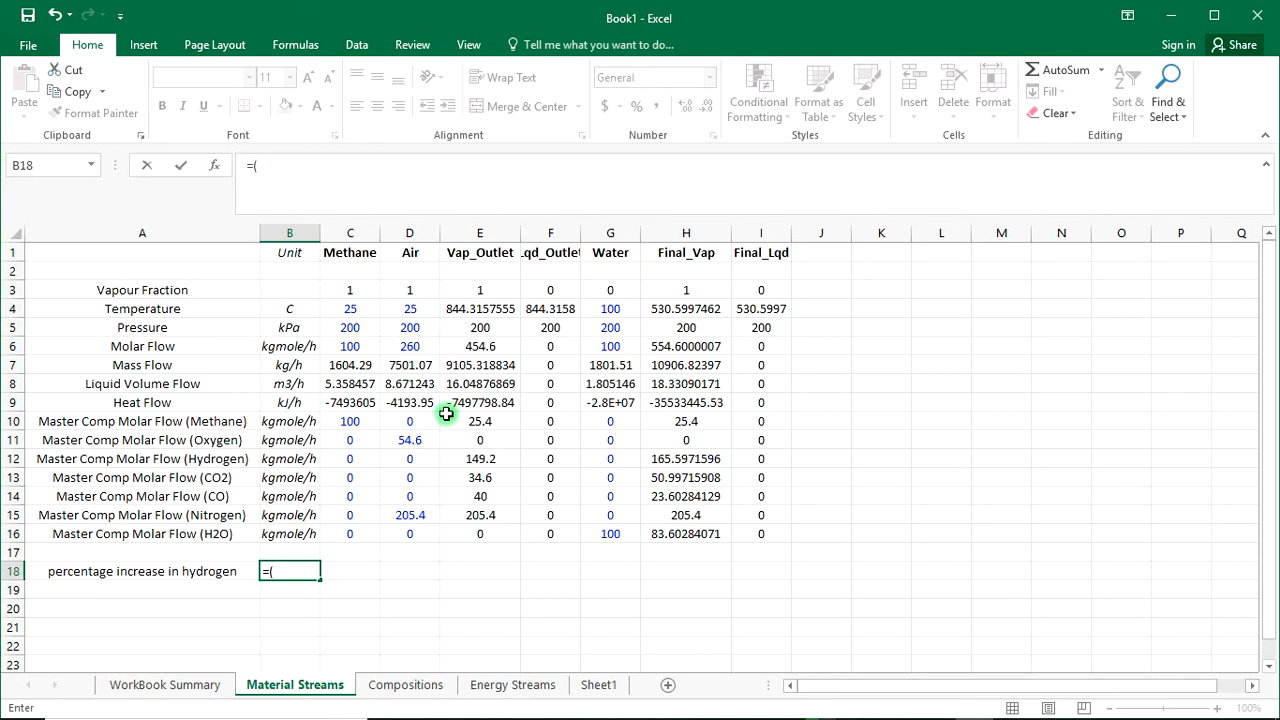 Book1 - Excel
File Home Insert Page Layout Formulas Data Review View Tell me what you want to do... Sign in Share
Paste Cut Copy Format Painter
11
Wrap Text Merge & Center
General
$ % ,
Conditional Formatting Format as Table Cell Styles
Insert Delete Format
AutoSum Fill Clear Sort & Filter Find & Select
Clipboard Font Alignment Number Styles Cells Editing
B18 fx =(
A B C D E F G H I J K L M N O P Q
1 Unit Methane Air Vap_Outlet Lqd_Outlet Water Final_Vap Final_Lqd
2
3 Vapour Fraction 1 1 1 0 0 1 0
4 Temperature C 25 25 844.3157555 844.3158 100 530.5997462 530.5997
5 Pressure kPa 200 200 200 200 200 200 200
6 Molar Flow kgmole/h 100 260 454.6 0 100 554.6000007 0
7 Mass Flow kg/h 1604.29 7501.07 9105.318834 0 1801.51 10906.82397 0
8 Liquid Volume Flow m3/h 5.358457 8.671243 16.04876869 0 1.805146 18.33090171 0
9 Heat Flow kJ/h -7493605 -4193.95 -7497798.84 0 -2.8E+07 -35533445.53 0
10 Master Comp Molar Flow (Methane) kgmole/h 100 0 25.4 0 0 25.4 0
11 Master Comp Molar Flow (Oxygen) kgmole/h 0 54.6 0 0 0 0 0
12 Master Comp Molar Flow (Hydrogen) kgmole/h 0 0 149.2 0 0 165.5971596 0
13 Master Comp Molar Flow (CO2) kgmole/h 0 0 34.6 0 0 50.99715908 0
14 Master Comp Molar Flow (CO) kgmole/h 0 0 40 0 0 23.60284129 0
15 Master Comp Molar Flow (Nitrogen) kgmole/h 0 205.4 205.4 0 0 205.4 0
16 Master Comp Molar Flow (H2O) kgmole/h 0 0 0 0 100 83.60284071 0
17
18 percentage increase in hydrogen =(
19
20
21
22
23
WorkBook Summary Material Streams Compositions Energy Streams Sheet1
Enter 100%